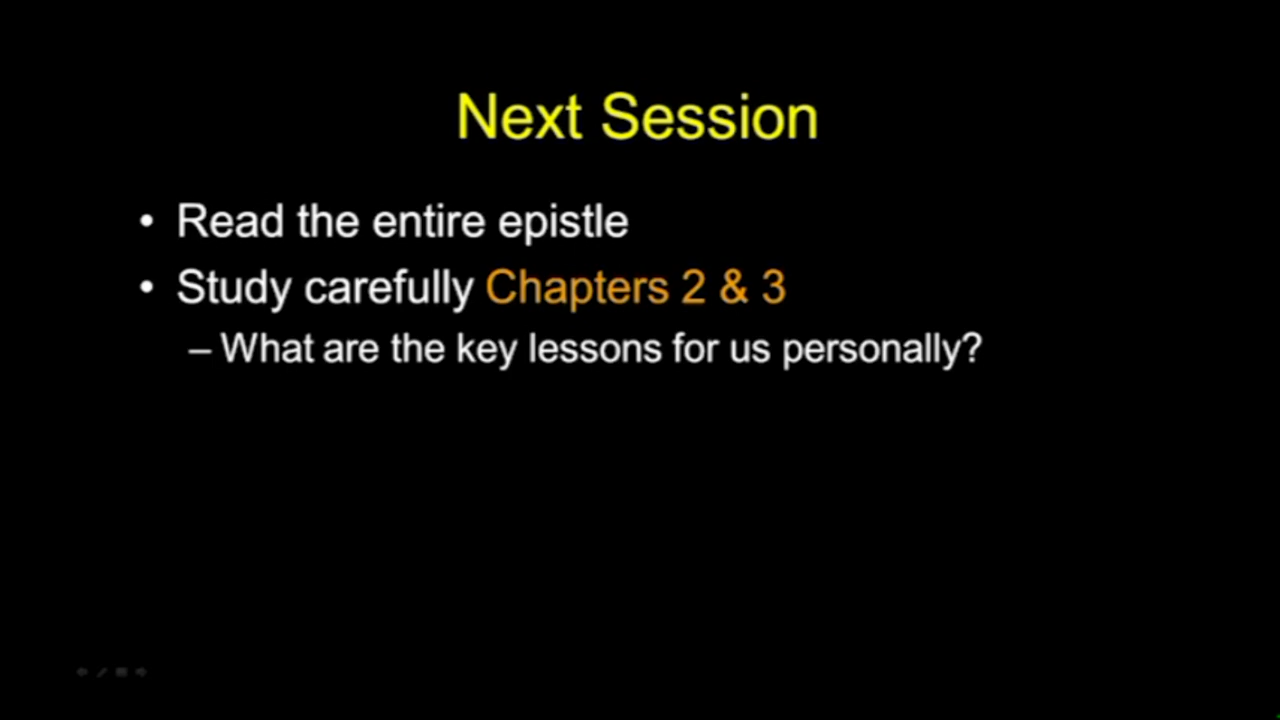 Next Session
• Read the entire epistle
• Study carefully Chapters 2 & 3
– What are the key lessons for us personally?